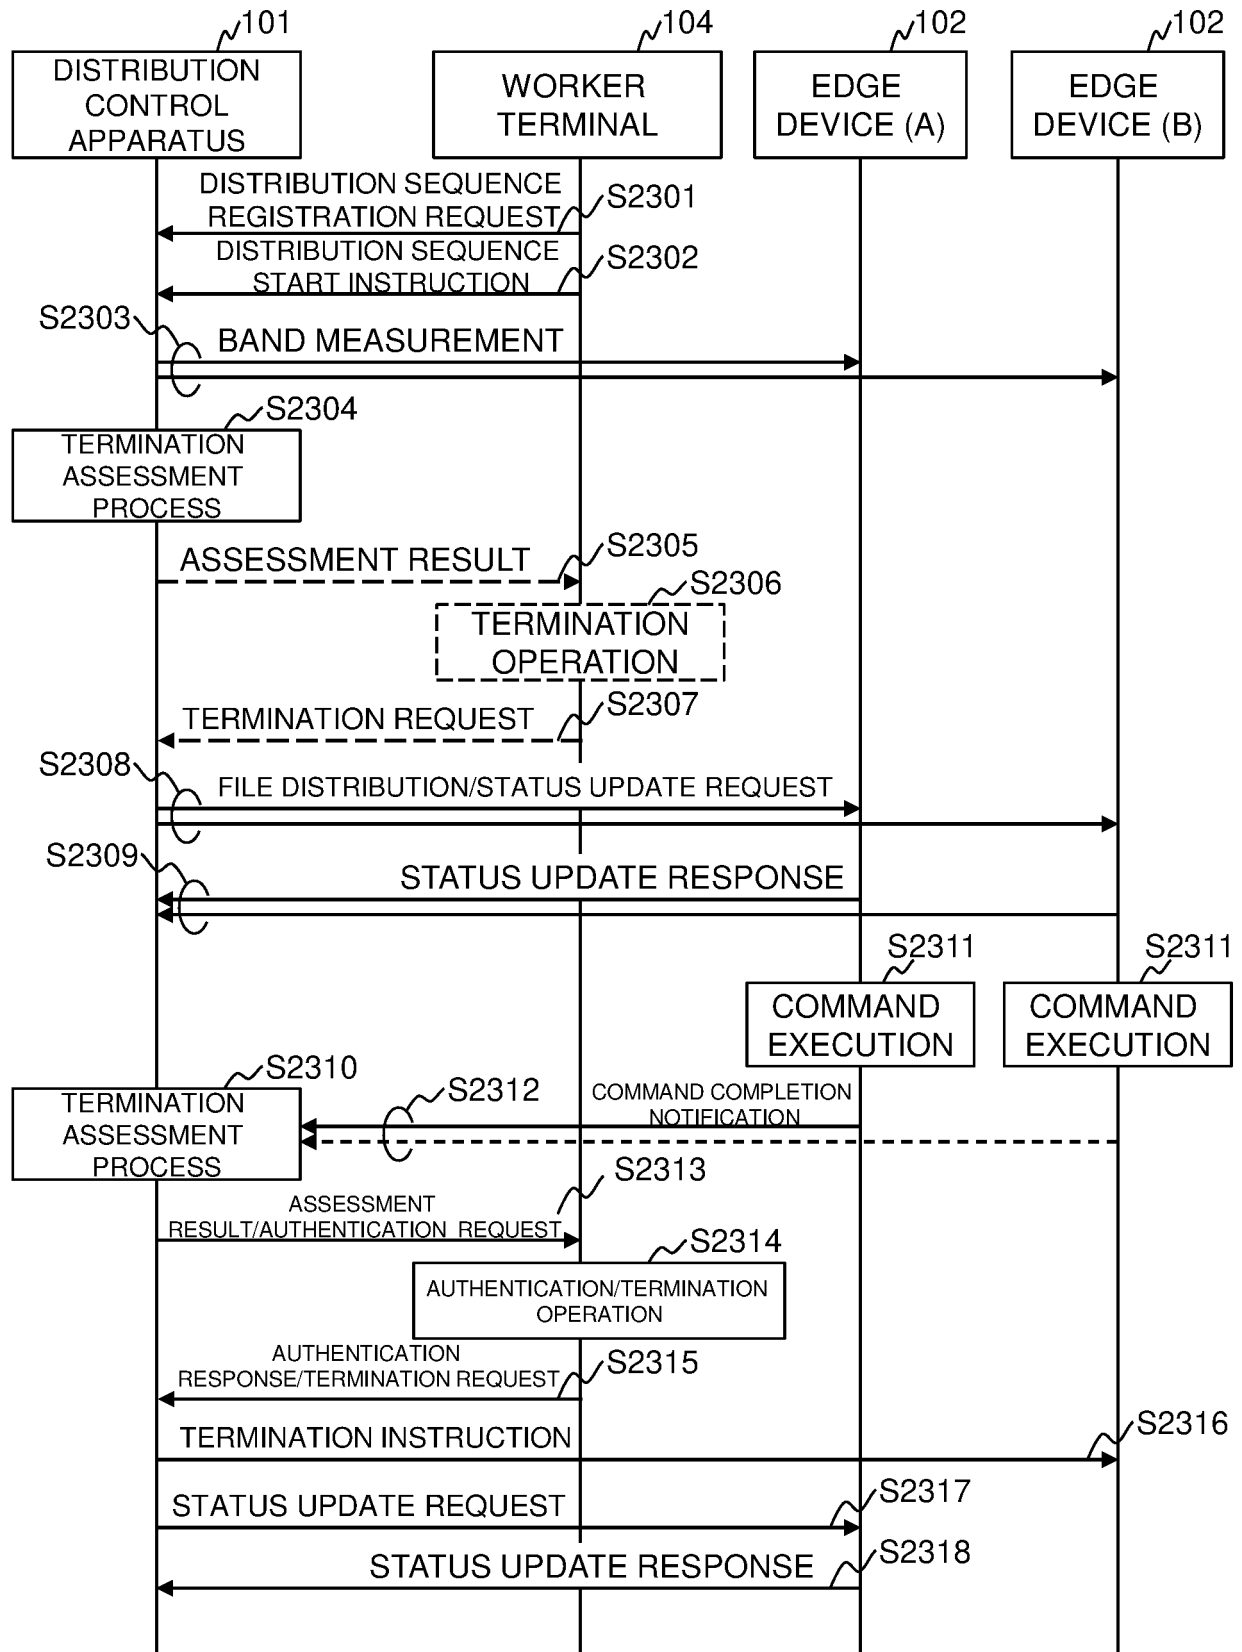 101
104
102
102
DISTRIBUTION
CONTROL
APPARATUS
WORKER
TERMINAL
EDGE
DEVICE (A)
EDGE
DEVICE (B)
DISTRIBUTION SEQUENCE
REGISTRATION REQUEST
S2301
DISTRIBUTION SEQUENCE
START INSTRUCTION
S2302
S2303
BAND MEASUREMENT
S2304
TERMINATION
ASSESSMENT
PROCESS
ASSESSMENT RESULT
S2305
S2306
TERMINATION
OPERATION
TERMINATION REQUEST
S2307
S2308
FILE DISTRIBUTION/STATUS UPDATE REQUEST
S2309
STATUS UPDATE RESPONSE
S2311
S2311
COMMAND
EXECUTION
COMMAND
EXECUTION
S2310
TERMINATION
ASSESSMENT
PROCESS
S2312
COMMAND COMPLETION
NOTIFICATION
S2313
ASSESSMENT
RESULT/AUTHENTICATION REQUEST
S2314
AUTHENTICATION/TERMINATION
OPERATION
AUTHENTICATION
RESPONSE/TERMINATION REQUEST
S2315
TERMINATION INSTRUCTION
S2316
STATUS UPDATE REQUEST
S2317
STATUS UPDATE RESPONSE
S2318